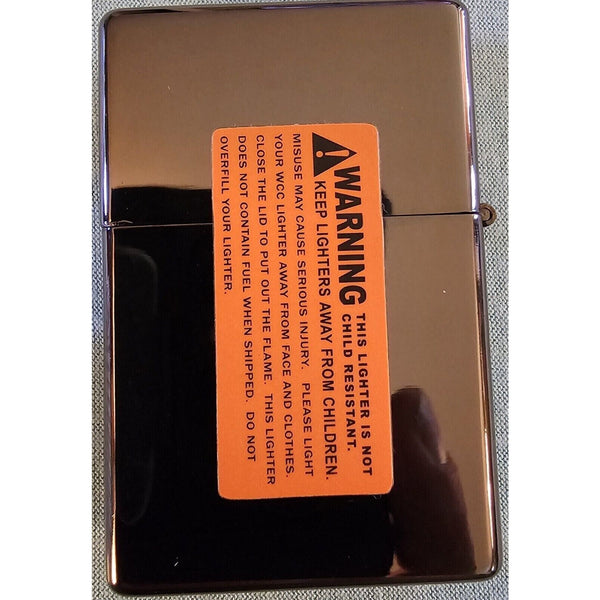 WARNING THIS LIGHTER IS NOT
CHILD RESISTANT.
KEEP LIGHTERS AWAY FROM CHILDREN.
MISUSE MAY CAUSE SERIOUS INJURY. PLEASE LIGHT
YOUR WCC LIGHTER AWAY FROM FACE AND CLOTHES.
CLOSE THE LID TO PUT OUT THE FLAME. THIS LIGHTER
DOES NOT CONTAIN FUEL WHEN SHIPPED. DO NOT
OVERFILL YOUR LIGHTER.